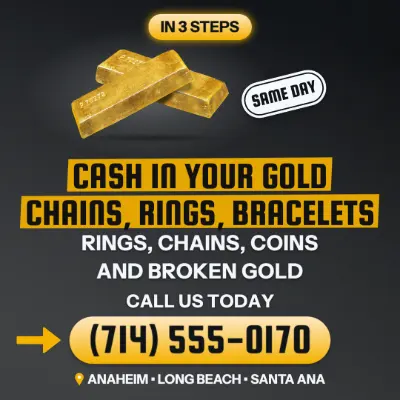 IN 3 STEPS
SAME DAY
CASH IN YOUR GOLD
CHAINS, RINGS, BRACELETS
RINGS, CHAINS, COINS
AND BROKEN GOLD
CALL US TODAY
(714) 555-0170
ANAHEIM • LONG BEACH • SANTA ANA